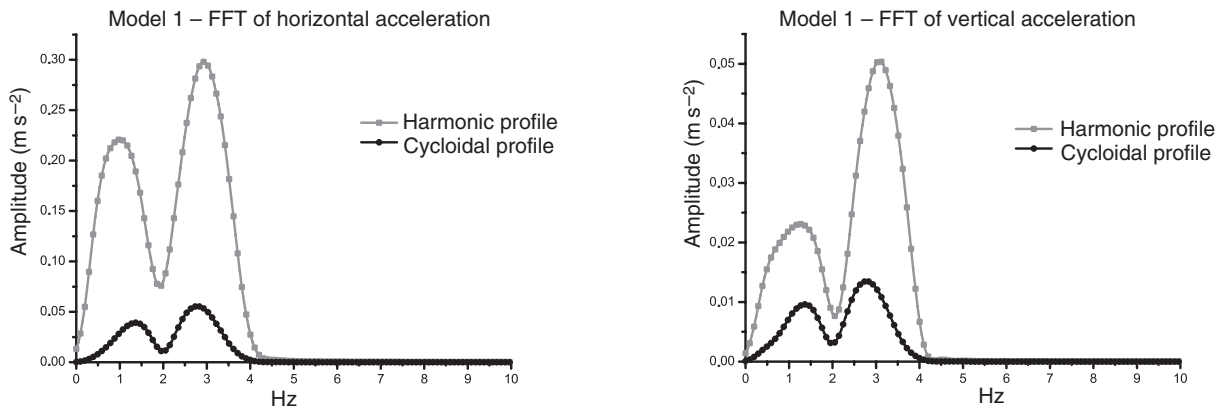 Model 1 – FFT of horizontal acceleration
Amplitude (m s−2)
0.30
0.25
0.20
0.15
0.10
0.05
0.00
0 1 2 3 4 5 6 7 8 9 10
Hz
Harmonic profile
Cycloidal profile
Model 1 – FFT of vertical acceleration
Amplitude (m s−2)
0.05
0.04
0.03
0.02
0.01
0.00
0 1 2 3 4 5 6 7 8 9 10
Hz
Harmonic profile
Cycloidal profile